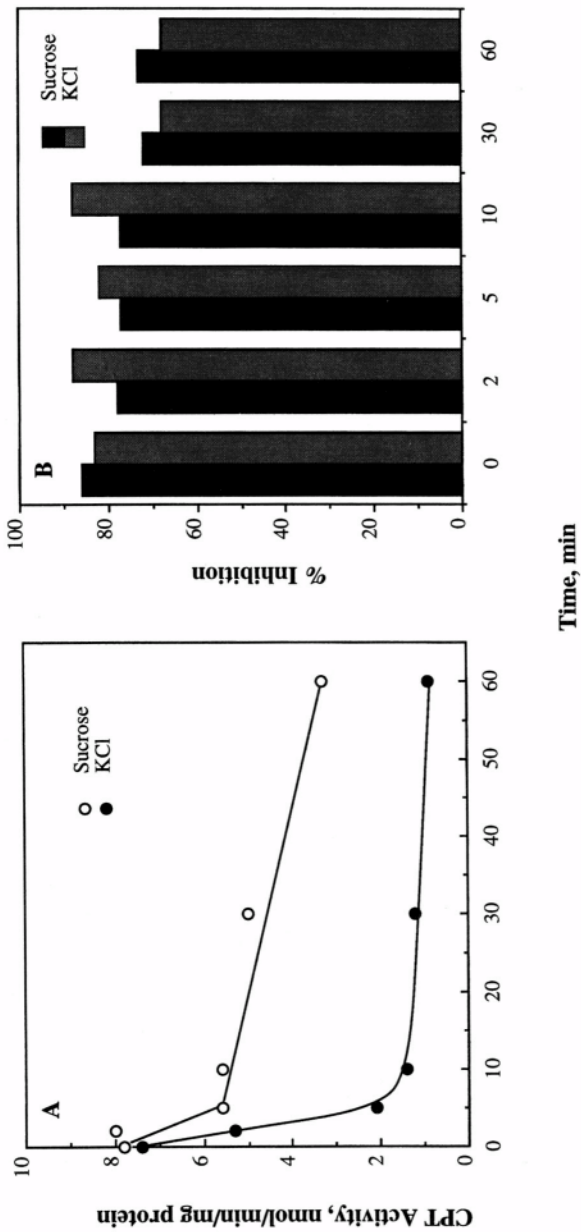 A
Sucrose
KCl
CPT Activity, nmol/min/mg protein
10
8
6
4
2
0
0 10 20 30 40 50 60
B
Sucrose
KCl
% Inhibition
100
80
60
40
20
0
0 2 5 10 30 60
Time, min